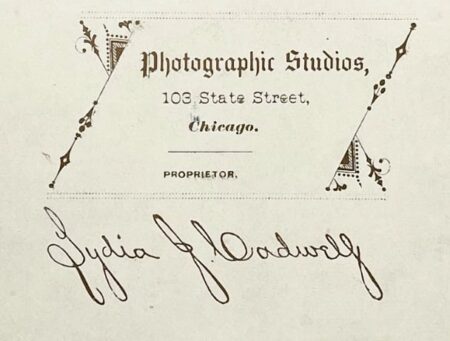 Photographic Studios,
103 State Street,
Chicago.
PROPRIETOR.
Lydia J. Cadwell